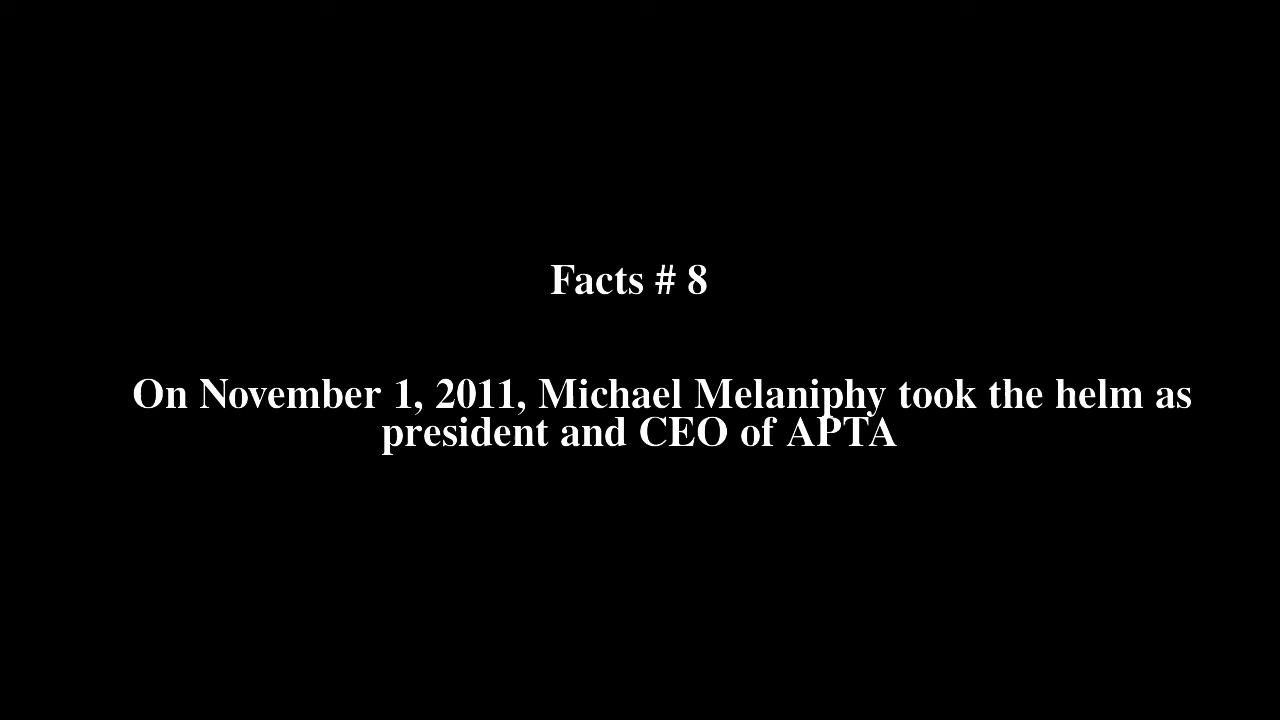 Facts # 8
On November 1, 2011, Michael Melaniphy took the helm as
president and CEO of APTA